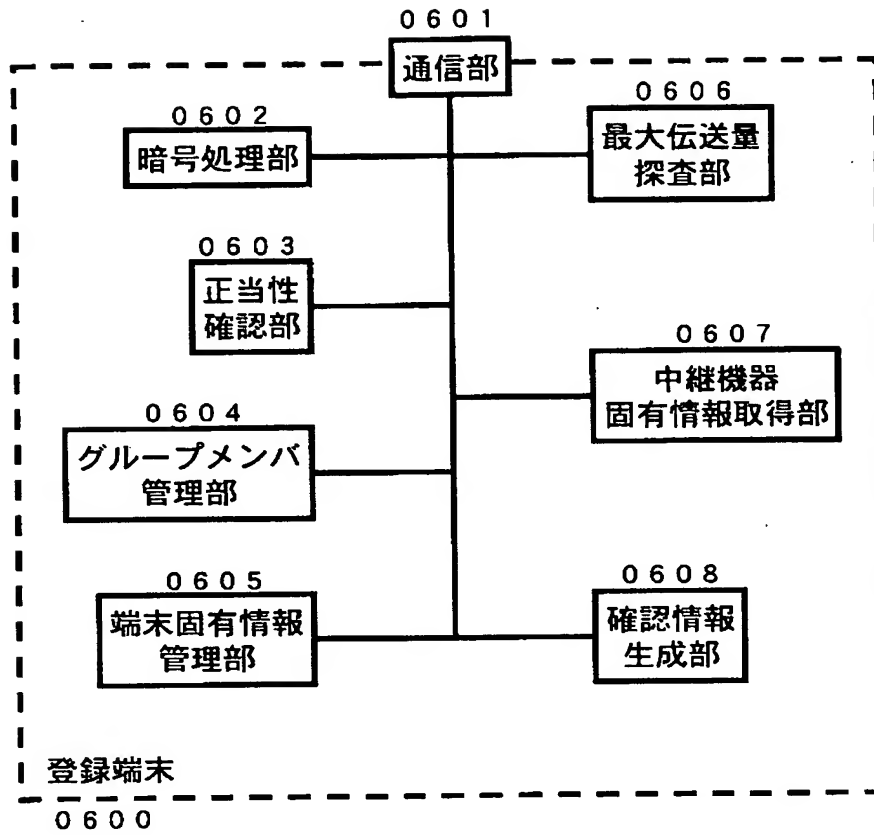 0601
通信部
0602
暗号処理部
0606
最大伝送量
探査部
0603
正当性
確認部
0607
中継機器
固有情報取得部
0604
グループメンバ
管理部
0605
端末固有情報
管理部
0608
確認情報
生成部
登録端末
0600